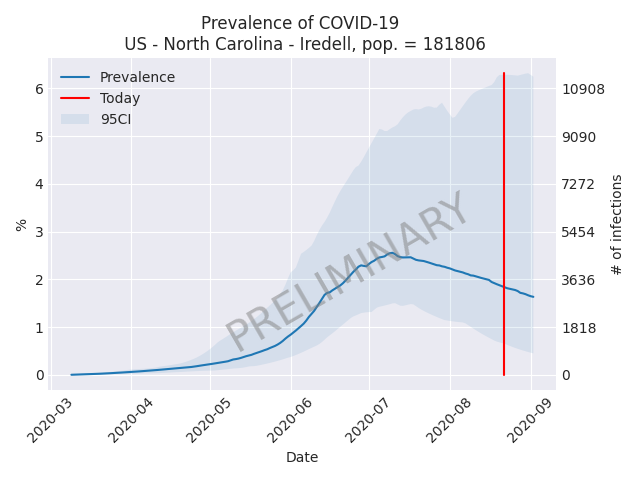 Prevalence of COVID-19
US - North Carolina - Iredell, pop. = 181806
Prevalence
Today
95CI
PRELIMINARY
%
6
5
4
3
2
1
0
10908
9090
7272
5454
3636
1818
0
# of infections
2020-03
2020-04
2020-05
2020-06
2020-07
2020-08
2020-09
Date